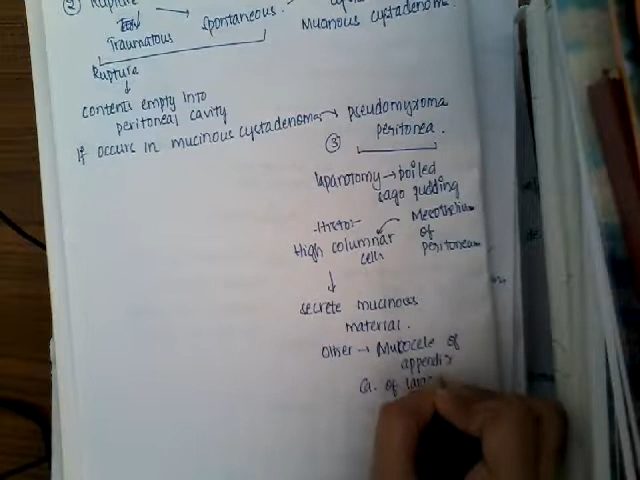 ② Rupture → spontaneous.
Traumatous
mucinous cystadenoma.
Rupture
↓
contents empty into
peritoneal cavity
If occurs in mucinous cystadenoma → pseudomyxoma
peritonea.
③
laparotomy → boiled
sago pudding
Histo:- Mesothelium
of
peritoneum
High columnar
cells
↓
secrete mucinous
material.
Other → Mucocele of
appendix
Ca. of